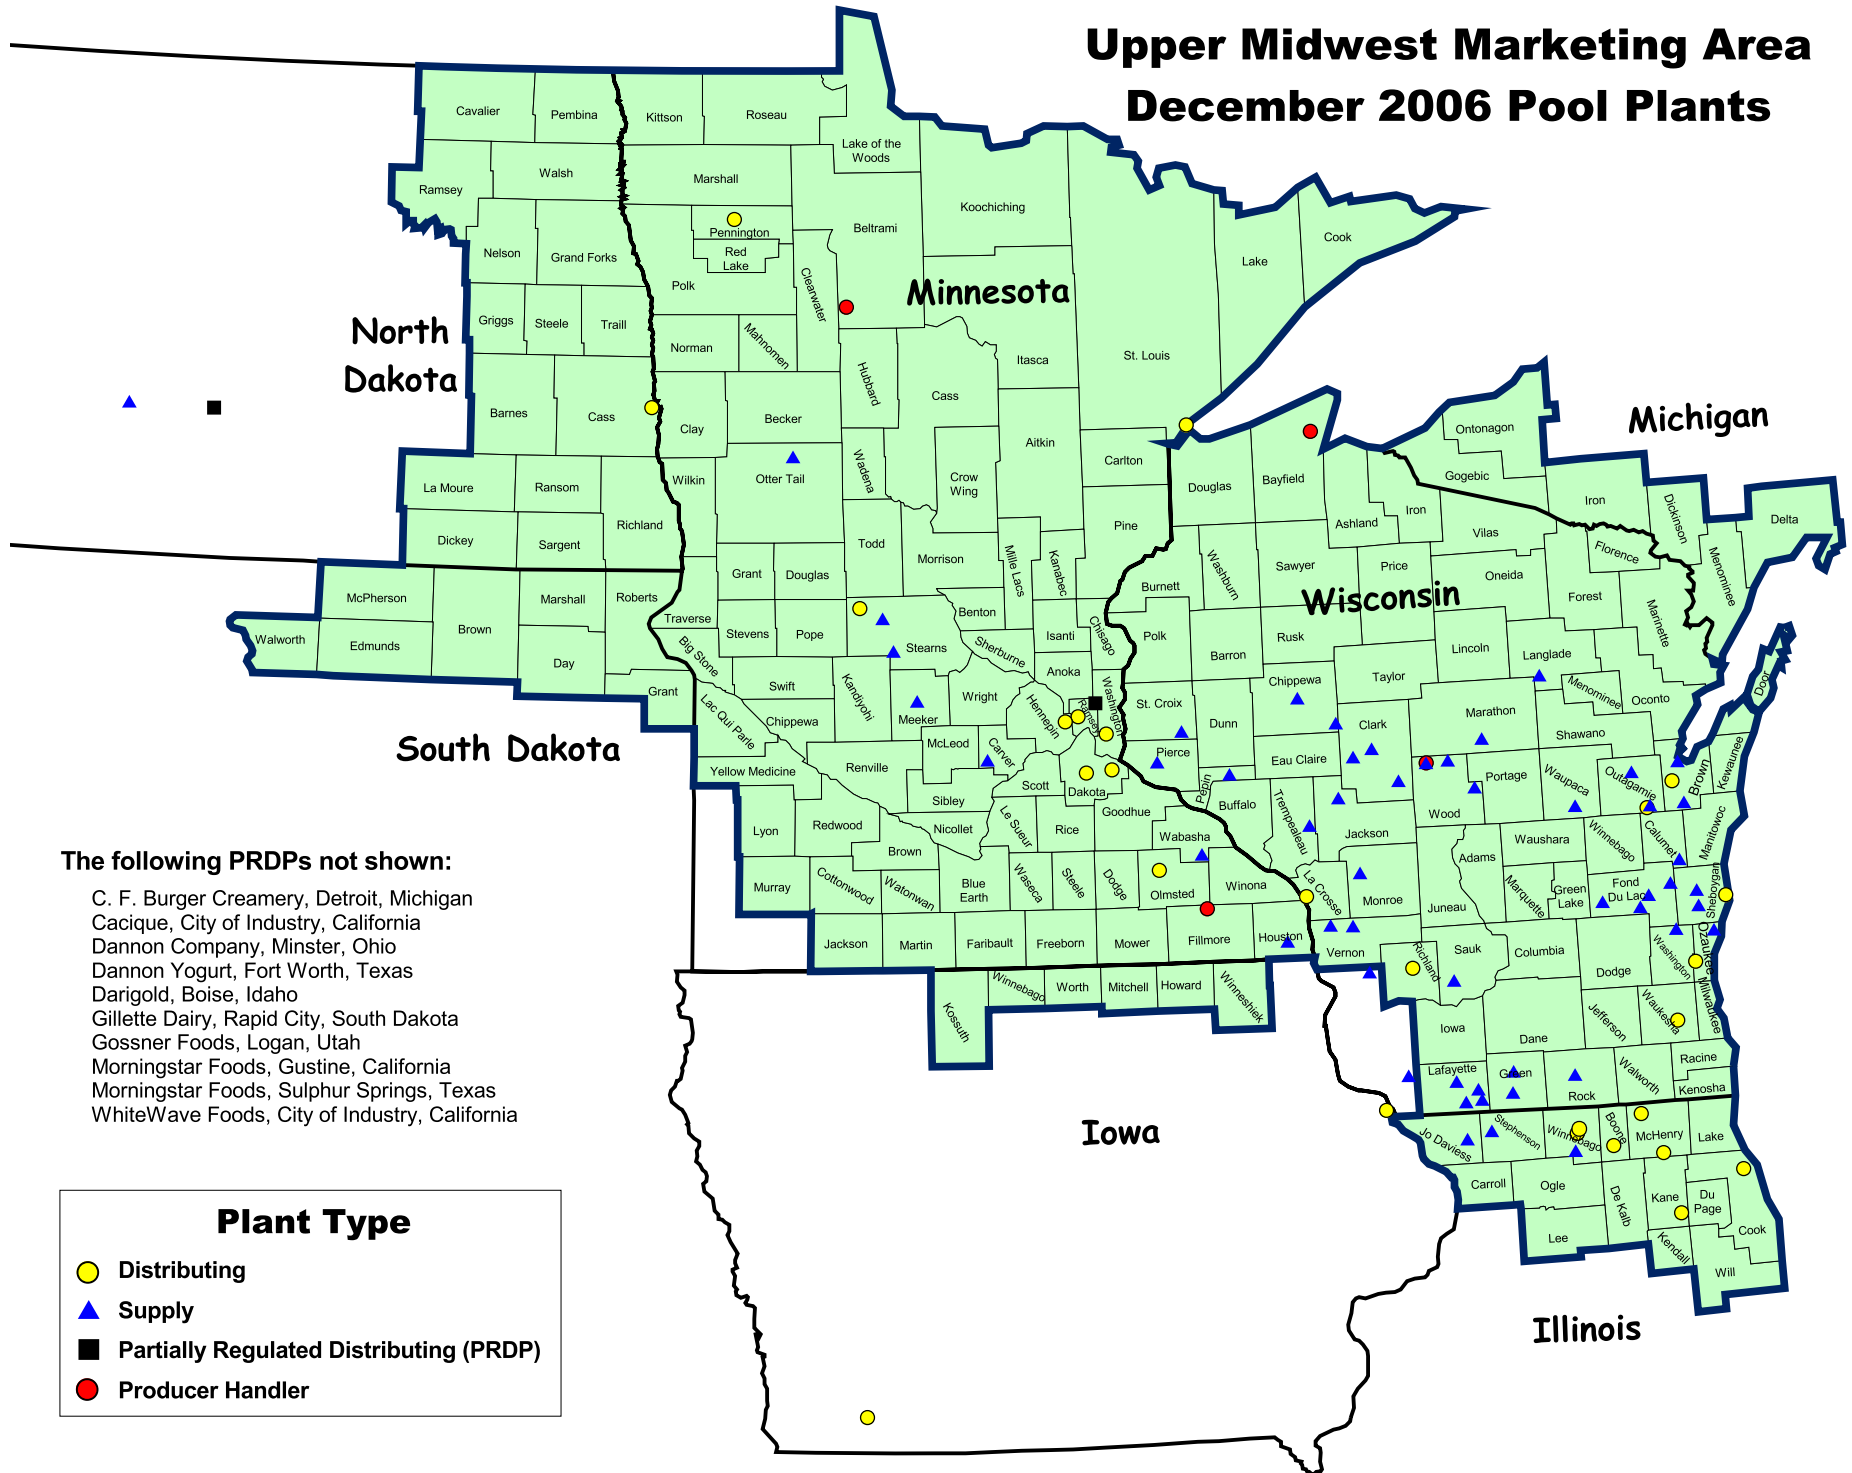 Upper Midwest Marketing Area
December 2006 Pool Plants
Cavalier
Pembina
Kittson
Roseau
Lake of the
Woods
Ramsey
Walsh
Marshall
Koochiching
Pennington
Beltrami
Cook
Nelson
Grand Forks
Red
Lake
Lake
Polk
Clearwater
Minnesota
North
Dakota
Griggs
Steele
Traill
Norman
Mahnomen
Hubbard
Itasca
St. Louis
Cass
Barnes
Cass
Clay
Becker
Aitkin
Michigan
Ontonagon
Carlton
Gogebic
La Moure
Ransom
Wilkin
Otter Tail
Wadena
Crow
Wing
Douglas
Bayfield
Iron
Iron
Dickinson
Delta
Richland
Pine
Ashland
Vilas
Dickey
Sargent
Todd
Morrison
Mille Lacs
Kanabec
Florence
Menominee
Grant
Douglas
Burnett
Washburn
Sawyer
Price
Oneida
Wisconsin
Forest
McPherson
Marshall
Roberts
Traverse
Benton
Marinette
Walworth
Edmunds
Brown
Stevens
Pope
Stearns
Sherburne
Isanti
Chisago
Polk
Rusk
Lincoln
Langlade
Day
Big Stone
Barron
Grant
Swift
Kandiyohi
Wright
Anoka
Chippewa
Taylor
Menominee
Oconto
Door
Lac Qui Parle
Chippewa
Meeker
Hennepin
Ramsey
Washington
St. Croix
Dunn
Clark
Marathon
Shawano
South Dakota
McLeod
Carver
Pierce
Eau Claire
Yellow Medicine
Renville
Scott
Dakota
Pepin
Portage
Waupaca
Outagamie
Brown
Kewaunee
Sibley
Goodhue
Buffalo
Trempealeau
Wood
Lyon
Redwood
Nicollet
Le Sueur
Rice
Wabasha
Jackson
Waushara
Winnebago
Calumet
Manitowoc
Brown
Adams
Murray
Cottonwood
Watonwan
Blue
Earth
Waseca
Steele
Dodge
Olmsted
Winona
La Crosse
Monroe
Juneau
Marquette
Green
Lake
Fond
Du Lac
Sheboygan
Jackson
Martin
Faribault
Freeborn
Mower
Fillmore
Houston
Vernon
Richland
Sauk
Columbia
Dodge
Washington
Ozaukee
Kossuth
Winnebago
Worth
Mitchell
Howard
Winneshiek
Iowa
Dane
Jefferson
Waukesha
Milwaukee
Lafayette
Green
Rock
Walworth
Racine
Kenosha
Iowa
Jo Daviess
Stephenson
Winnebago
Boone
McHenry
Lake
Carroll
Ogle
De Kalb
Kane
Du
Page
Lee
Kendall
Cook
Will
Illinois
The following PRDPs not shown:
C. F. Burger Creamery, Detroit, Michigan
Cacique, City of Industry, California
Dannon Company, Minster, Ohio
Dannon Yogurt, Fort Worth, Texas
Darigold, Boise, Idaho
Gillette Dairy, Rapid City, South Dakota
Gossner Foods, Logan, Utah
Morningstar Foods, Gustine, California
Morningstar Foods, Sulphur Springs, Texas
WhiteWave Foods, City of Industry, California
Plant Type
Distributing
Supply
Partially Regulated Distributing (PRDP)
Producer Handler